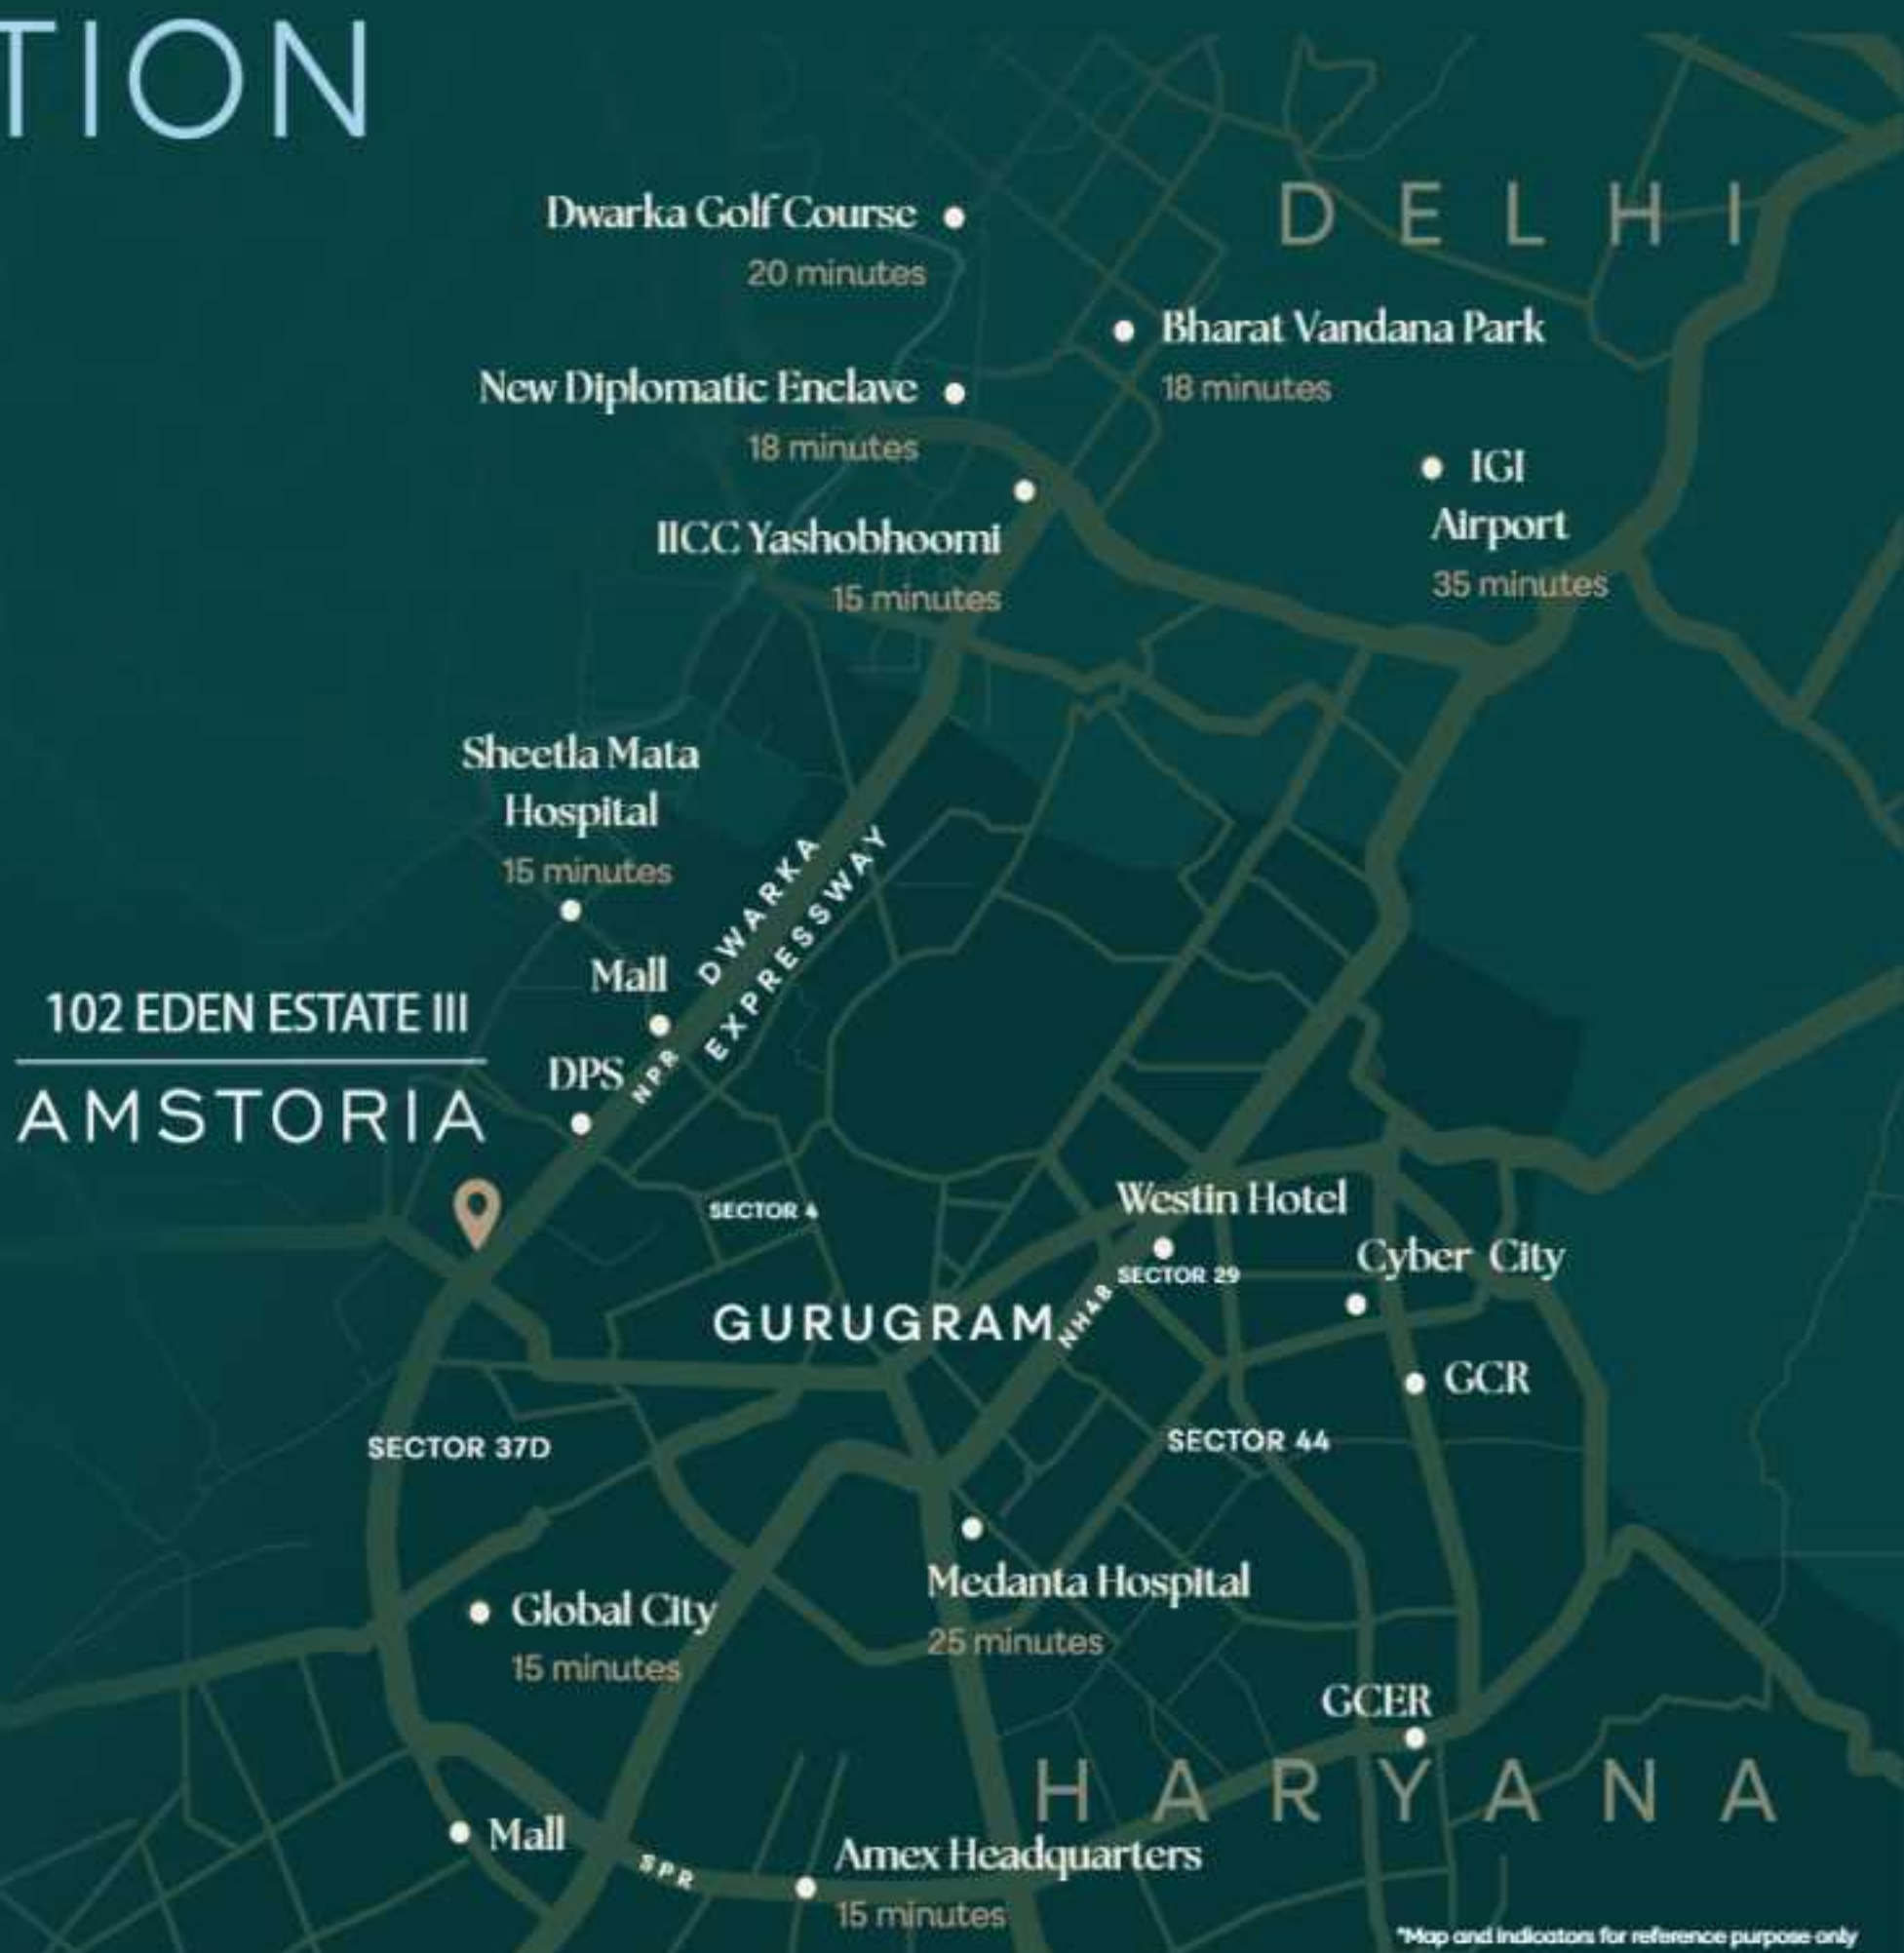 TION
DELHI
Dwarka Golf Course
20 minutes
Bharat Vandana Park
18 minutes
New Diplomatic Enclave
18 minutes
IGI
Airport
35 minutes
IICC Yashobhoomi
15 minutes
Sheetla Mata
Hospital
15 minutes
DWARKA
EXPRESSWAY
Mall
NPR
DPS
102 EDEN ESTATE III
AMSTORIA
SECTOR 4
Westin Hotel
SECTOR 29
Cyber City
GURUGRAM
NH48
GCR
SECTOR 37D
SECTOR 44
Medanta Hospital
25 minutes
Global City
15 minutes
GCER
HARYANA
Mall
SPR
Amex Headquarters
15 minutes
*Map and indicators for reference purpose only